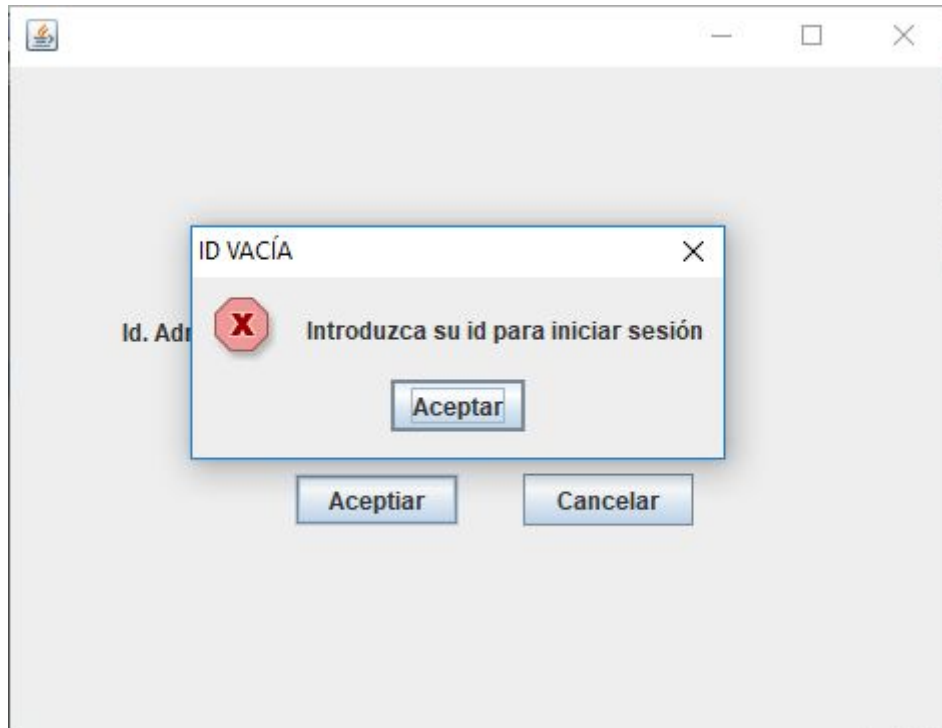 ID VACÍA
Id. Adr
Introduzca su id para iniciar sesión
Aceptar
Aceptiar
Cancelar